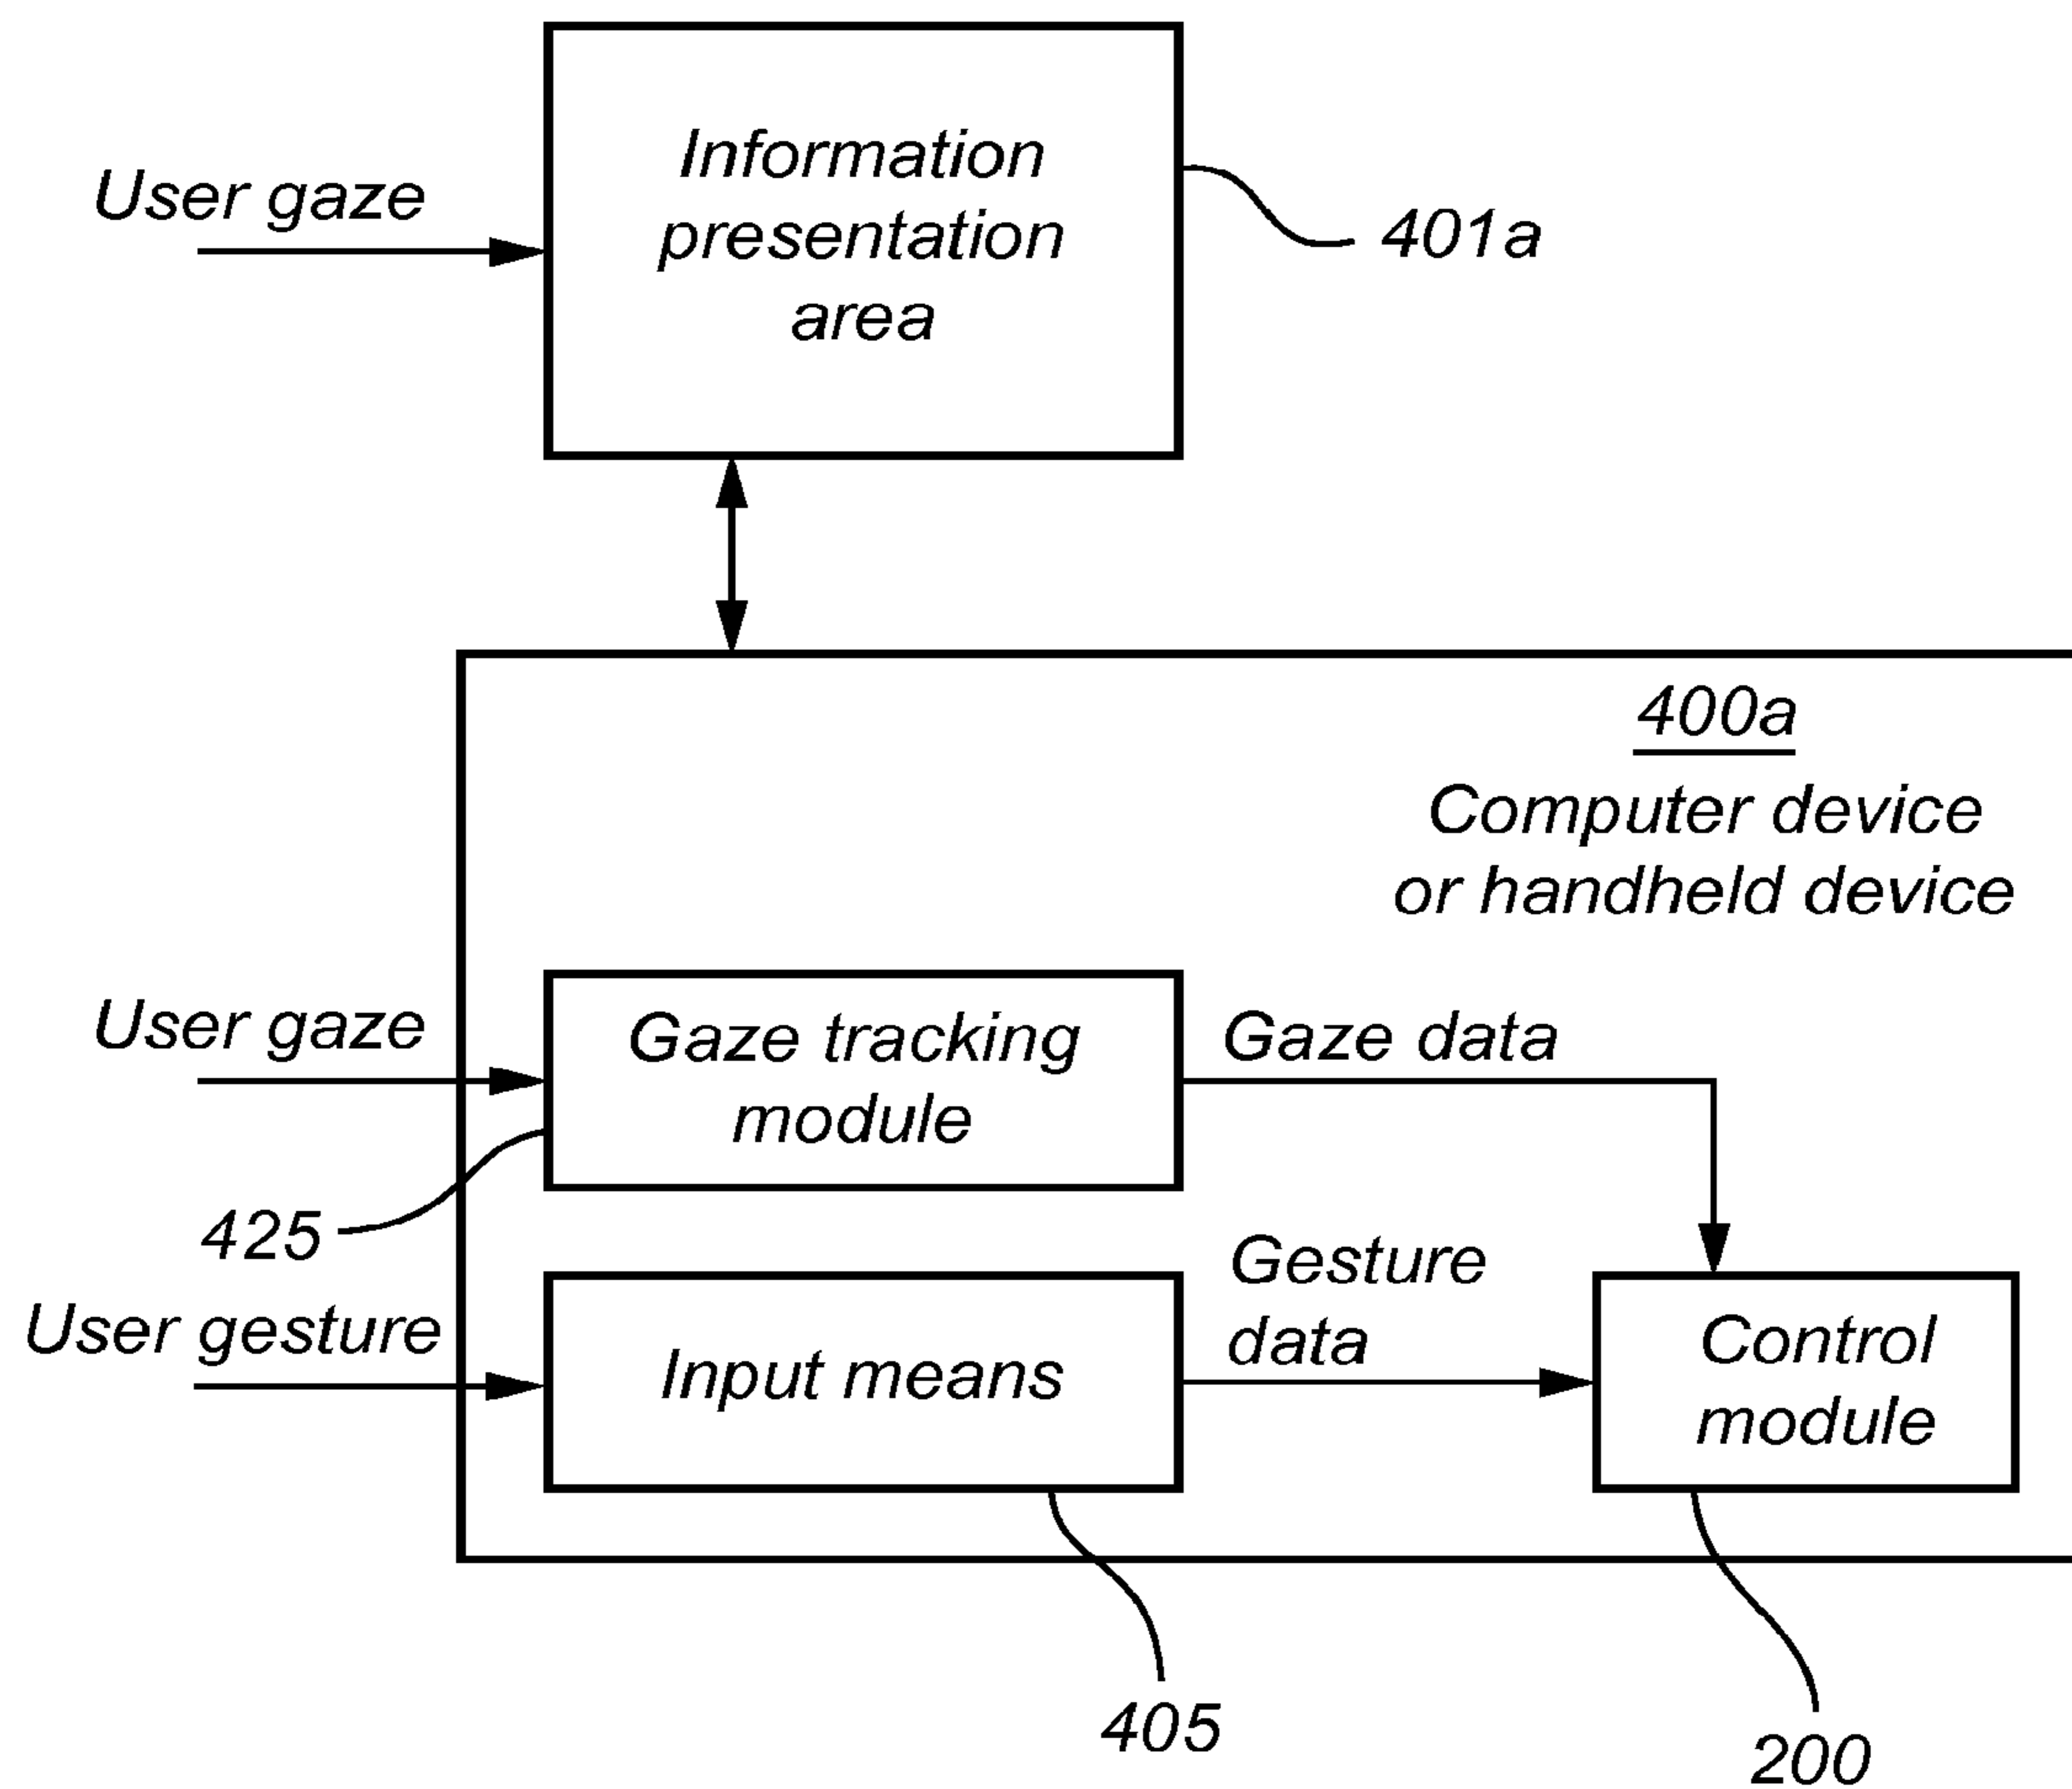 Information
presentation
area
User gaze
401a
400a
Computer device
or handheld device
User gaze
Gaze tracking
module
Gaze data
425
User gesture
Input means
Gesture
data
Control
module
405
200